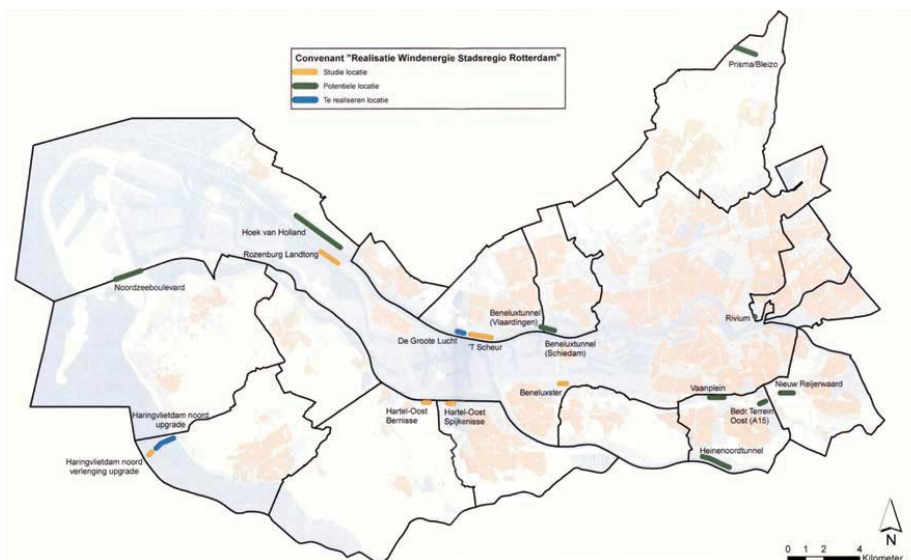 Convenant "Realisatie Windenergie Stadsregio Rotterdam"
Studie locatie
Potentiele locatie
Te realiseren locatie
Prisma/Bleizo
Hoek van Holland
Rozenburg Landtong
Noordzeeboulevard
Beneluxtunnel
(Vlaardingen)
Rivium
De Groote Lucht
'T Scheur
Beneluxtunnel
(Schiedam)
Beneluxster
Vaanplein
Nieuw Reijerwaard
Haringvlietdam noord
upgrade
Hartel-Oost
Bernisse
Hartel-Oost
Spijkenisse
Bedr.Terrein
Oost (A15)
Haringvlietdam noord
verlenging upgrade
Heinenoordtunnel
N
0 1 2 4
Kilometer